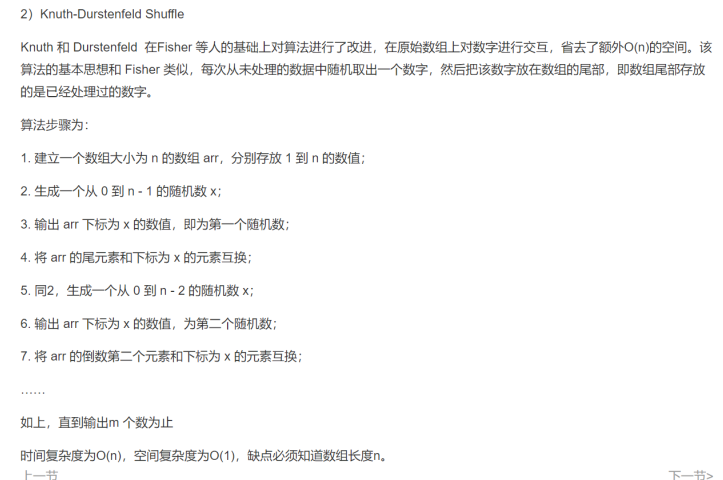 2）Knuth-Durstenfeld Shuffle
Knuth 和 Durstenfeld  在Fisher 等人的基础上对算法进行了改进，在原始数组上对数字进行交互，省去了额外O(n)的空间。该
算法的基本思想和 Fisher 类似，每次从未处理的数据中随机取出一个数字，然后把该数字放在数组的尾部，即数组尾部存放
的是已经处理过的数字。
算法步骤为：
1. 建立一个数组大小为 n 的数组 arr，分别存放 1 到 n 的数值；
2. 生成一个从 0 到 n - 1 的随机数 x；
3. 输出 arr 下标为 x 的数值，即为第一个随机数；
4. 将 arr 的尾元素和下标为 x 的元素互换；
5. 同2，生成一个从 0 到 n - 2 的随机数 x；
6. 输出 arr 下标为 x 的数值，为第二个随机数；
7. 将 arr 的倒数第二个元素和下标为 x 的元素互换；
……
如上，直到输出m 个数为止
时间复杂度为O(n)，空间复杂度为O(1)，缺点必须知道数组长度n。
上一节 下一节>